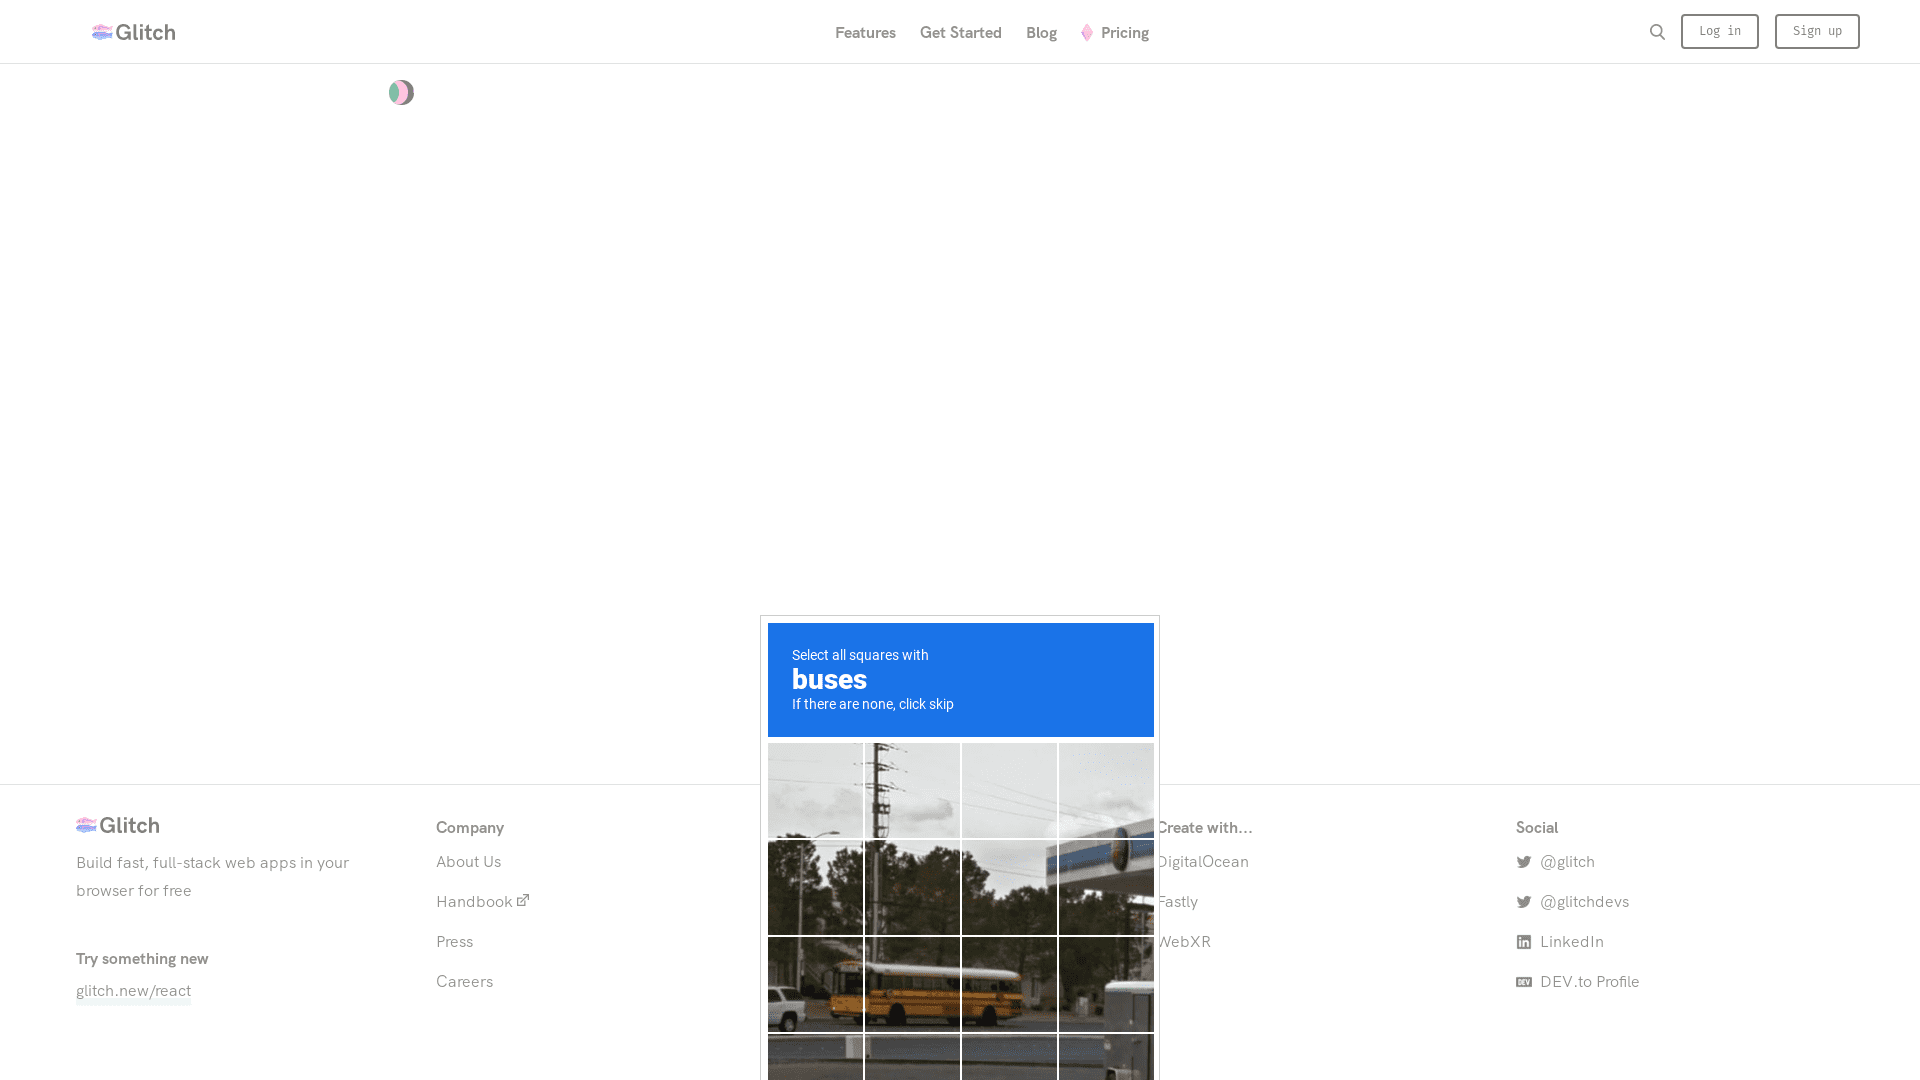 Glitch
Features
Get Started
Blog
Pricing
Log in
Sign up
Select all squares with
buses
If there are none, click skip
Glitch
Build fast, full-stack web apps in your
browser for free
Try something new
glitch.new/react
Company
About Us
Handbook
Press
Careers
Create with...
DigitalOcean
Fastly
WebXR
Social
@glitch
@glitchdevs
LinkedIn
DEV.to Profile